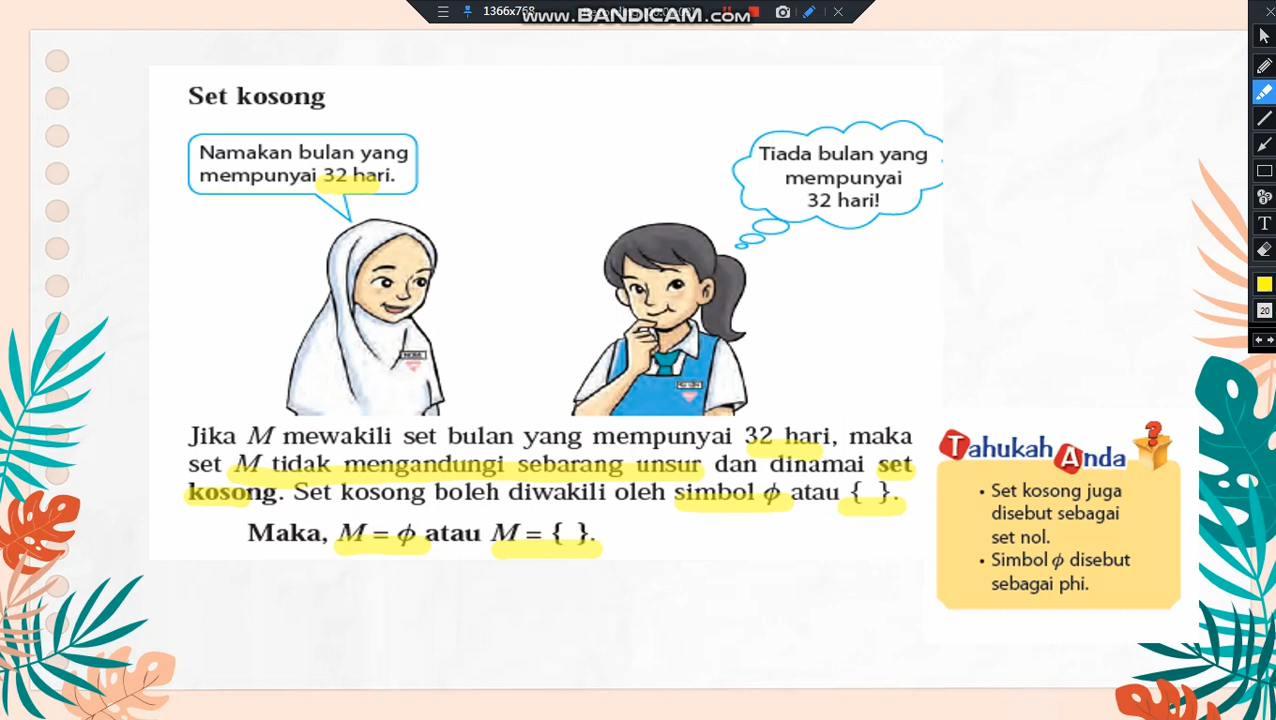 1366x768
www.BANDICAM.com
Set kosong
Namakan bulan yang
mempunyai 32 hari.
Tiada bulan yang
mempunyai
32 hari!
Jika M mewakili set bulan yang mempunyai 32 hari, maka
set M tidak mengandungi sebarang unsur dan dinamai set
kosong. Set kosong boleh diwakili oleh simbol ϕ atau { }.
Maka, M = ϕ atau M = { }.
Tahukah Anda
• Set kosong juga
disebut sebagai
set nol.
• Simbol ϕ disebut
sebagai phi.
T
20